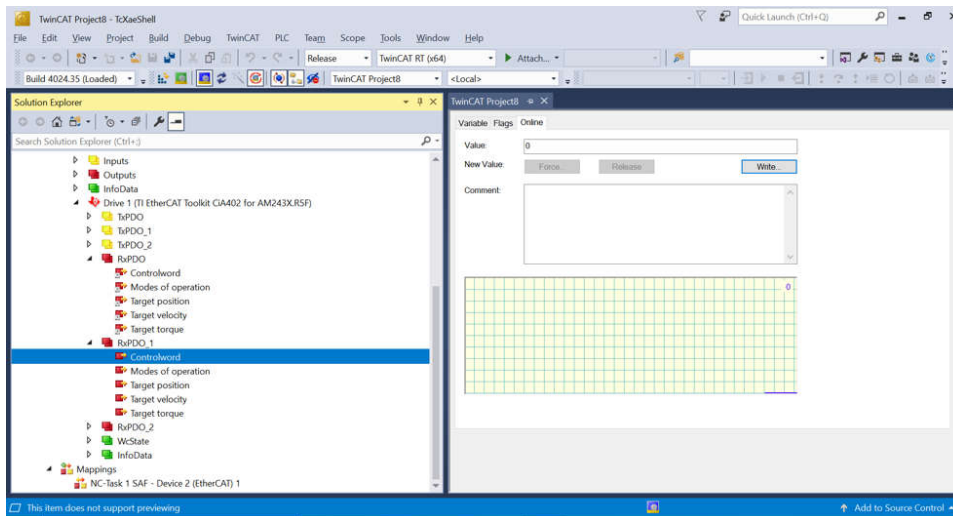 TwinCAT Project8 - TcXaeShell
Quick Launch (Ctrl+Q)
File Edit View Project Build Debug TwinCAT PLC Team Scope Tools Window Help
Release TwinCAT RT (x64) Attach...
Build 4024.35 (Loaded) TwinCAT Project8 <Local>
Solution Explorer
Search Solution Explorer (Ctrl+;)
Inputs
Outputs
InfoData
Drive 1 (TI EtherCAT Toolkit CiA402 for AM243X.R5F)
TxPDO
TxPDO_1
TxPDO_2
RxPDO
Controlword
Modes of operation
Target position
Target velocity
Target torque
RxPDO_1
Controlword
Modes of operation
Target position
Target velocity
Target torque
RxPDO_2
WcState
InfoData
Mappings
NC-Task 1 SAF - Device 2 (EtherCAT) 1
TwinCAT Project8
Variable Flags Online
Value: 0
New Value: Force... Release Write...
Comment:
0
This item does not support previewing
Add to Source Control